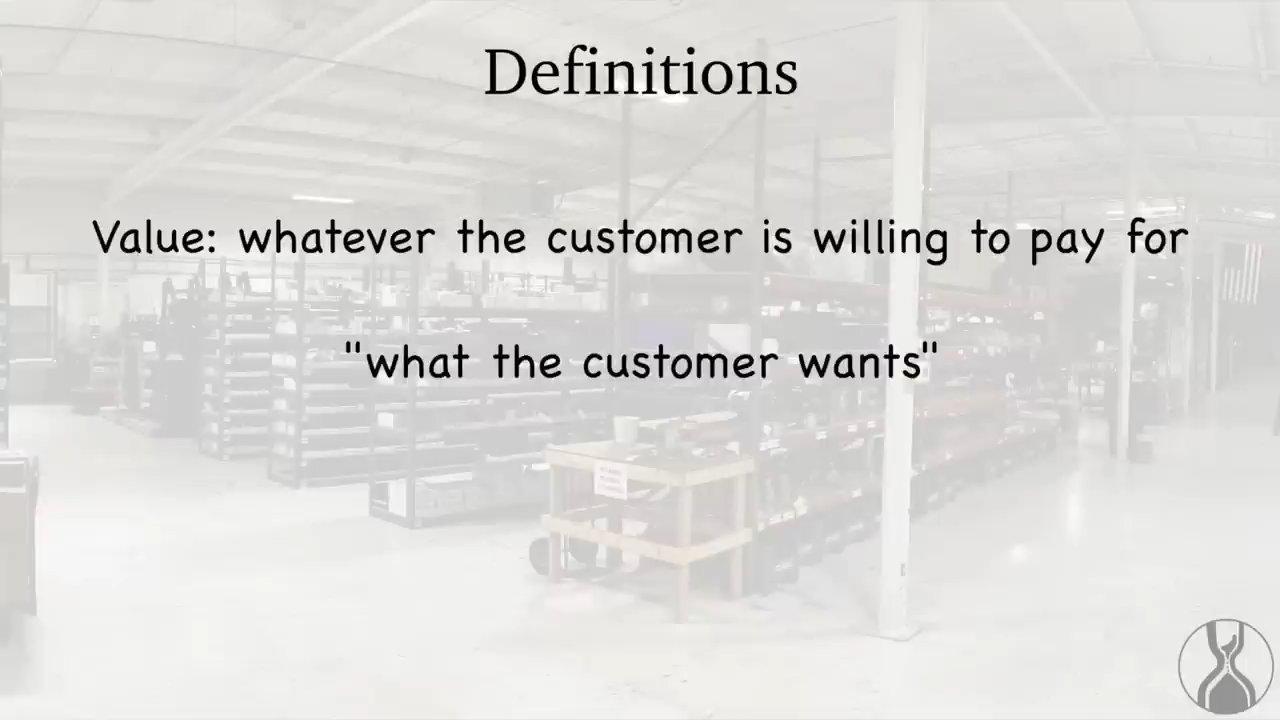 Definitions
Value: whatever the customer is willing to pay for
"what the customer wants"